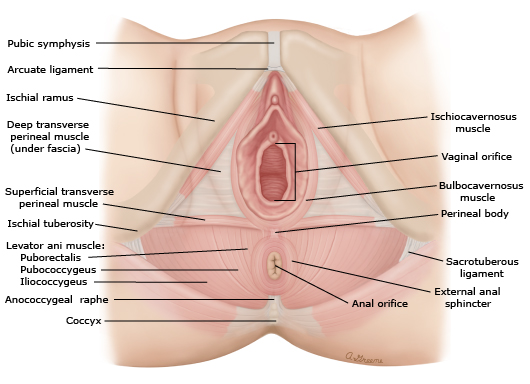 Pubic symphysis
Arcuate ligament
Ischial ramus
Deep transverse
perineal muscle
(under fascia)
Superficial transverse
perineal muscle
Ischial tuberosity
Levator ani muscle:
Puborectalis
Pubococcygeus
Iliococcygeus
Anococcygeal raphe
Coccyx
Ischiocavernosus
muscle
Vaginal orifice
Bulbocavernosus
muscle
Perineal body
Sacrotuberous
ligament
External anal
sphincter
Anal orifice
A. Greene